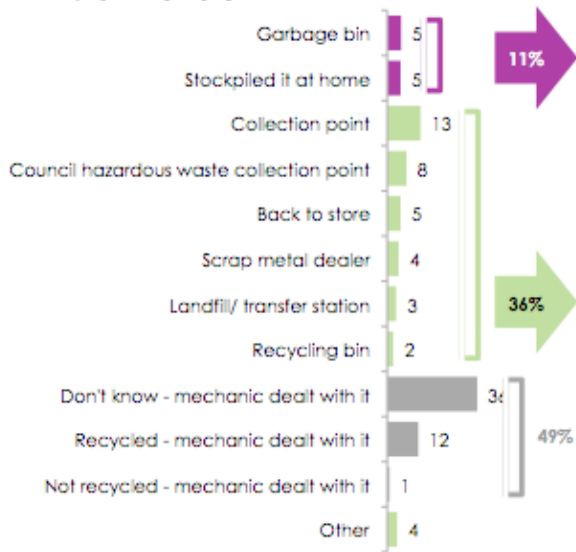 Garbage bin 5
Stockpiled it at home 5
11%
Collection point 13
Council hazardous waste collection point 8
Back to store 5
Scrap metal dealer 4
Landfill/ transfer station 3
36%
Recycling bin 2
Don't know - mechanic dealt with it 36
Recycled - mechanic dealt with it 12
49%
Not recycled - mechanic dealt with it 1
Other 4